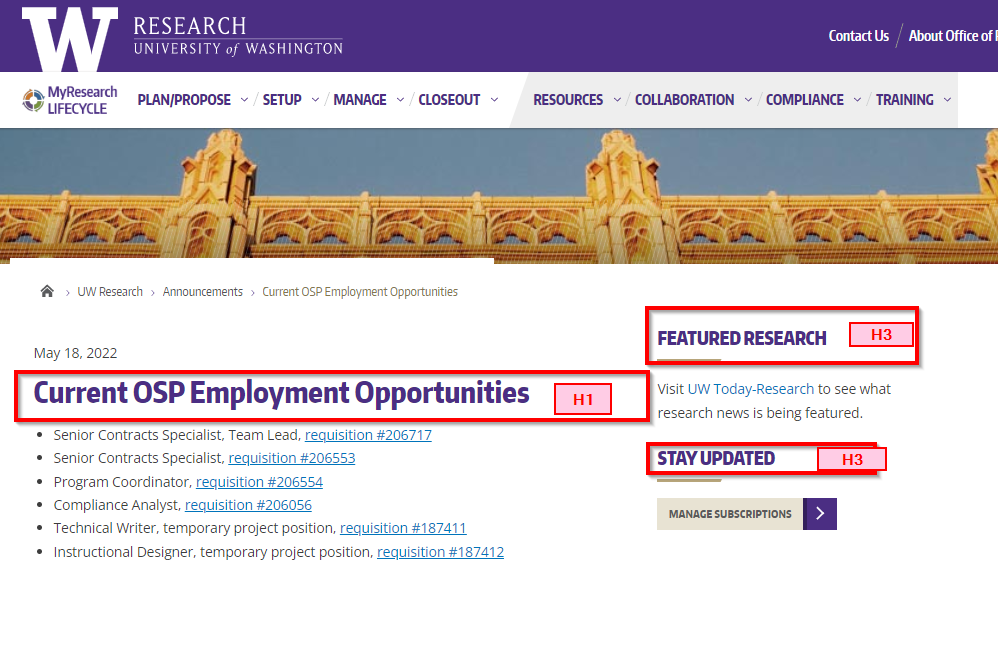 RESEARCH
UNIVERSITY of WASHINGTON
Contact Us
About Office of
MyResearch
LIFECYCLE
PLAN/PROPOSE
SETUP
MANAGE
CLOSEOUT
RESOURCES
COLLABORATION
COMPLIANCE
TRAINING
UW Research › Announcements › Current OSP Employment Opportunities
May 18, 2022
Current OSP Employment Opportunities H1
• Senior Contracts Specialist, Team Lead, requisition #206717
• Senior Contracts Specialist, requisition #206553
• Program Coordinator, requisition #206554
• Compliance Analyst, requisition #206056
• Technical Writer, temporary project position, requisition #187411
• Instructional Designer, temporary project position, requisition #187412
FEATURED RESEARCH H3
Visit UW Today-Research to see what
research news is being featured.
STAY UPDATED H3
MANAGE SUBSCRIPTIONS